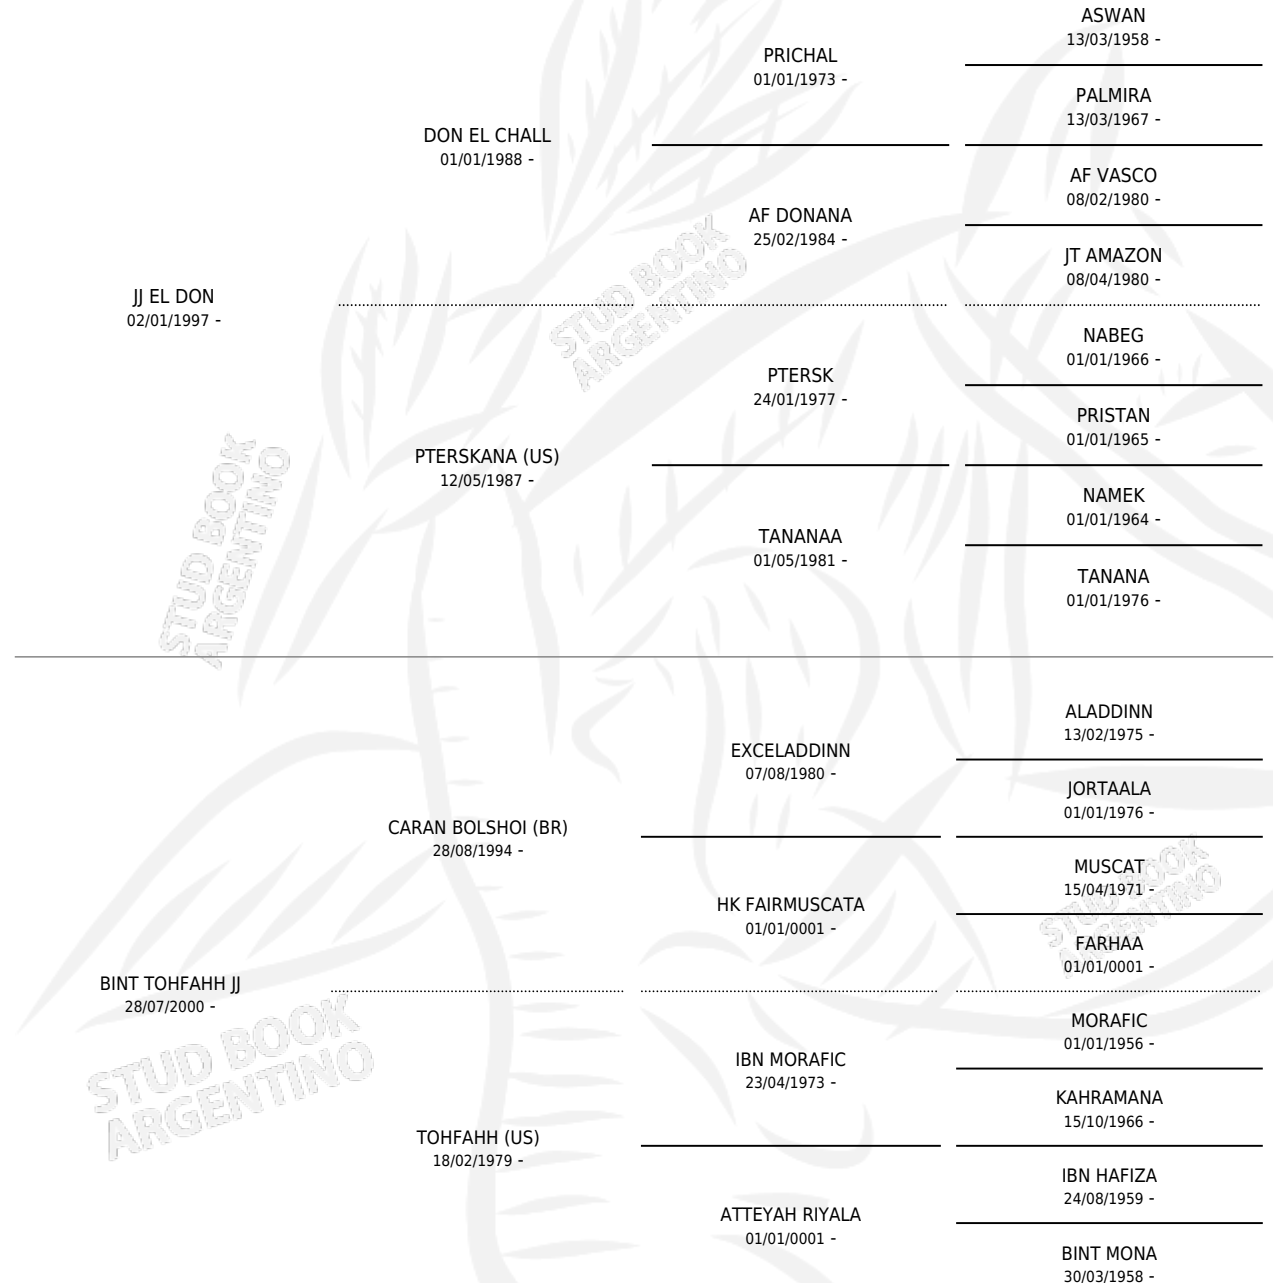 ASWAN
13/03/1958 -
PRICHAL
01/01/1973 -
PALMIRA
13/03/1967 -
DON EL CHALL
01/01/1988 -
AF VASCO
08/02/1980 -
AF DONANA
25/02/1984 -
JT AMAZON
08/04/1980 -
JJ EL DON
02/01/1997 -
STUD BOOK
ARGENTINO
NABEG
01/01/1966 -
PTERSK
24/01/1977 -
PRISTAN
01/01/1965 -
PTERSKANA (US)
12/05/1987 -
STUD BOOK
ARGENTINO
NAMEK
01/01/1964 -
TANANAA
01/05/1981 -
TANANA
01/01/1976 -
ALADDINN
13/02/1975 -
EXCELADDINN
07/08/1980 -
JORTAALA
01/01/1976 -
CARAN BOLSHOI (BR)
28/08/1994 -
MUSCAT
15/04/1971 -
STUD BOOK
ARGENTINO
HK FAIRMUSCATA
01/01/0001 -
FARHAA
01/01/0001 -
BINT TOHFAHH JJ
28/07/2000 -
STUD BOOK
ARGENTINO
MORAFIC
01/01/1956 -
IBN MORAFIC
23/04/1973 -
KAHRAMANA
15/10/1966 -
TOHFAHH (US)
18/02/1979 -
IBN HAFIZA
24/08/1959 -
ATTEYAH RIYALA
01/01/0001 -
BINT MONA
30/03/1958 -